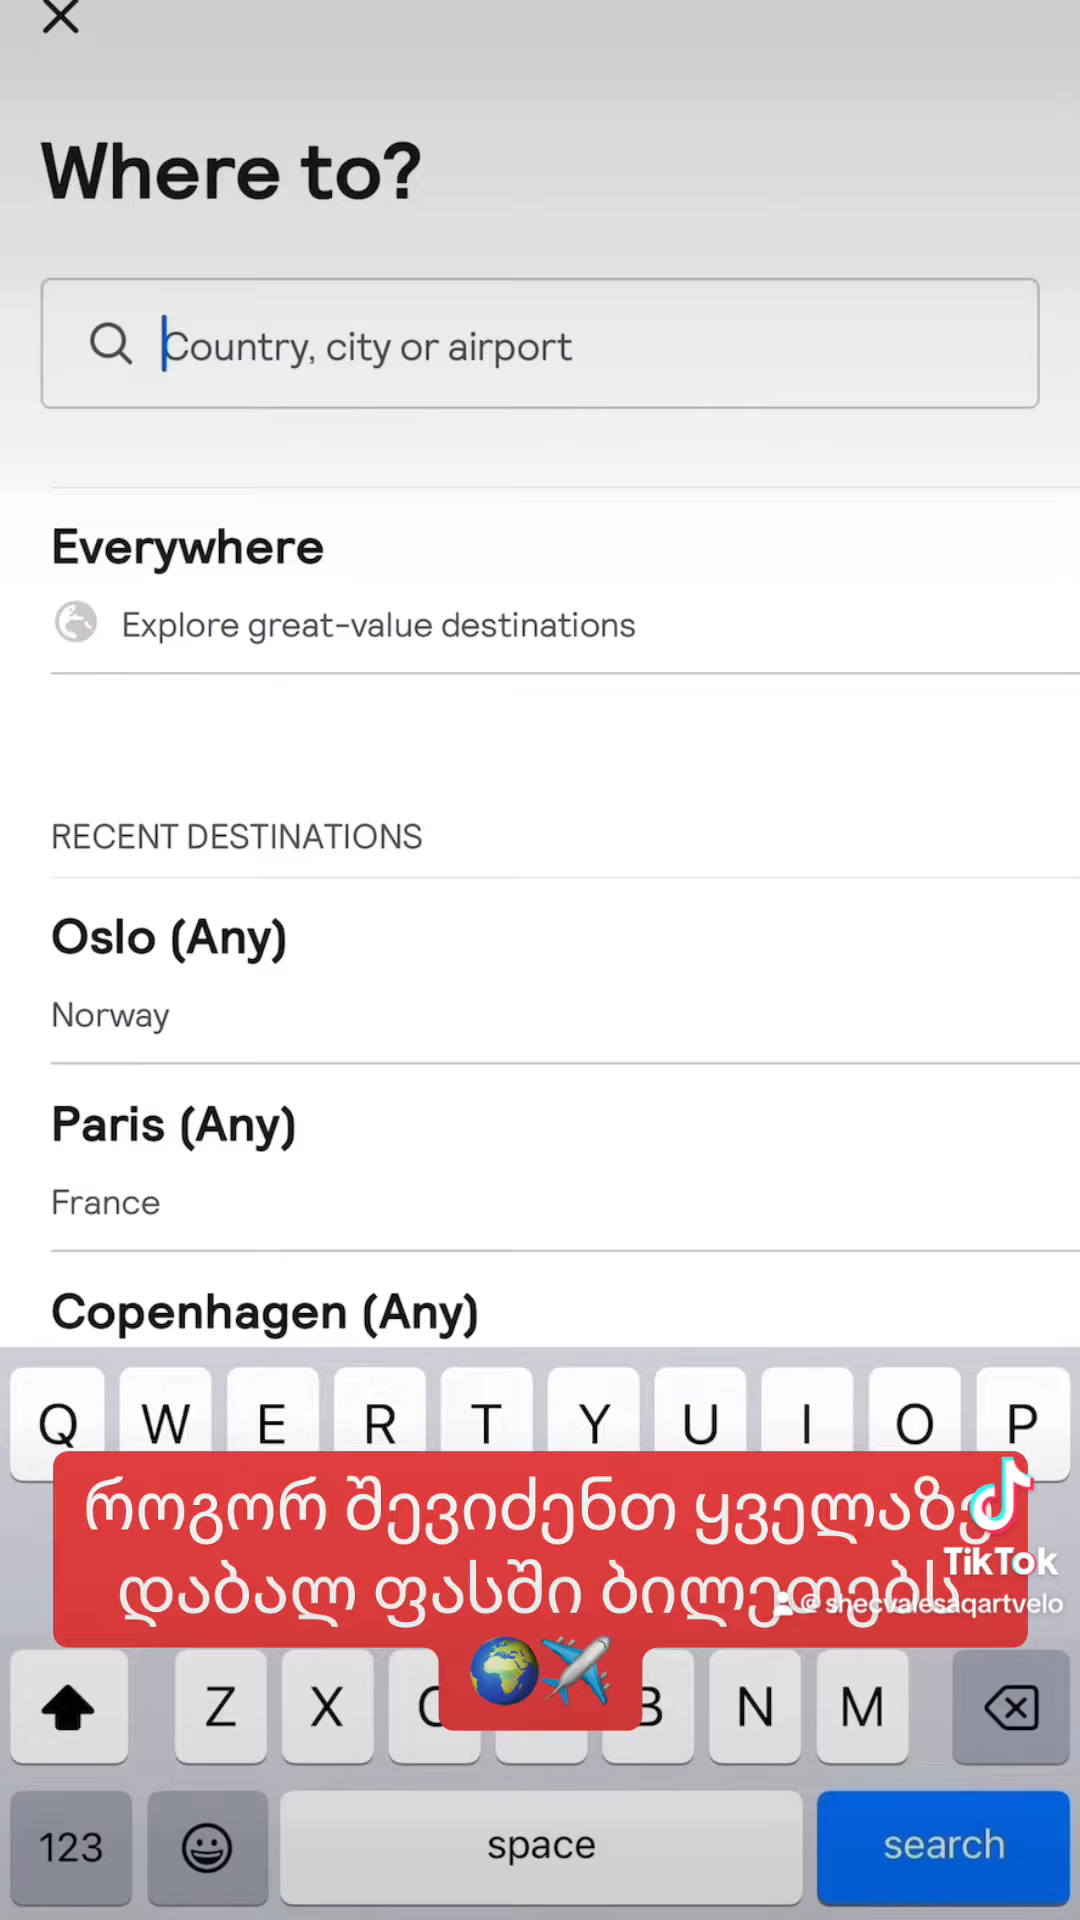 Where to?
Country, city or airport
Everywhere
Explore great-value destinations
RECENT DESTINATIONS
Oslo (Any)
Norway
Paris (Any)
France
Copenhagen (Any)
Q W E R T Y U I O P
როგორ შევიძენთ ყველაზე
დაბალ ფასში ბილეთებს
TikTok
@shecvalesaqartvelo
Z X C B N M
123 space search